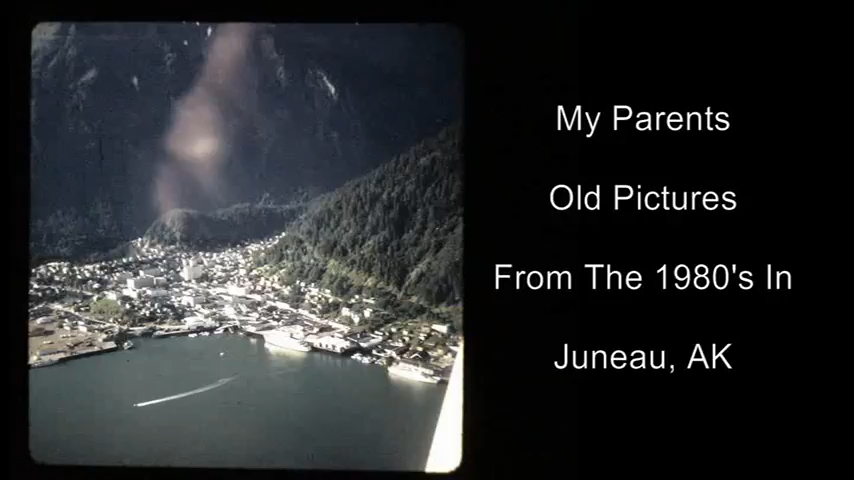 My Parents
Old Pictures
From The 1980's In
Juneau, AK